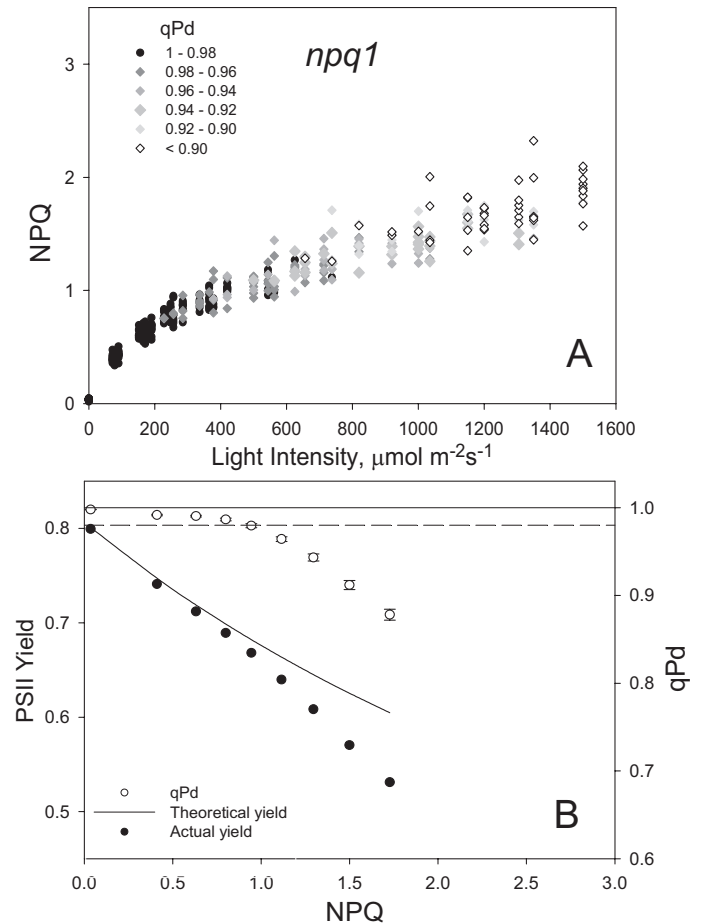 qPd
1 - 0.98
0.98 - 0.96
0.96 - 0.94
0.94 - 0.92
0.92 - 0.90
< 0.90
npq1
NPQ
3
2
1
0
A
0 200 400 600 800 1000 1200 1400 1600
Light Intensity, μmol m⁻²s⁻¹
PSII Yield
0.8
0.7
0.6
0.5
qPd
1.0
0.9
0.8
0.7
0.6
qPd
Theoretical yield
Actual yield
B
0.0 0.5 1.0 1.5 2.0 2.5 3.0
NPQ